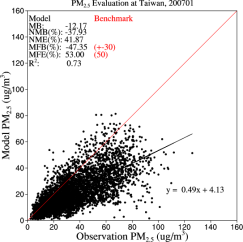 PM2.5 Evaluation at Taiwan, 200701
Model Benchmark
MB: -12.17
NMB(%): -37.93
NME(%): 41.87
MFB(%): -47.35 (+-30)
MFE(%): 53.00 (50)
R²: 0.73
160
140
120
100
80
60
40
20
0
Model PM2.5 (ug/m³)
y = 0.49x + 4.13
0 20 40 60 80 100 120 140 160
Observation PM2.5 (ug/m³)